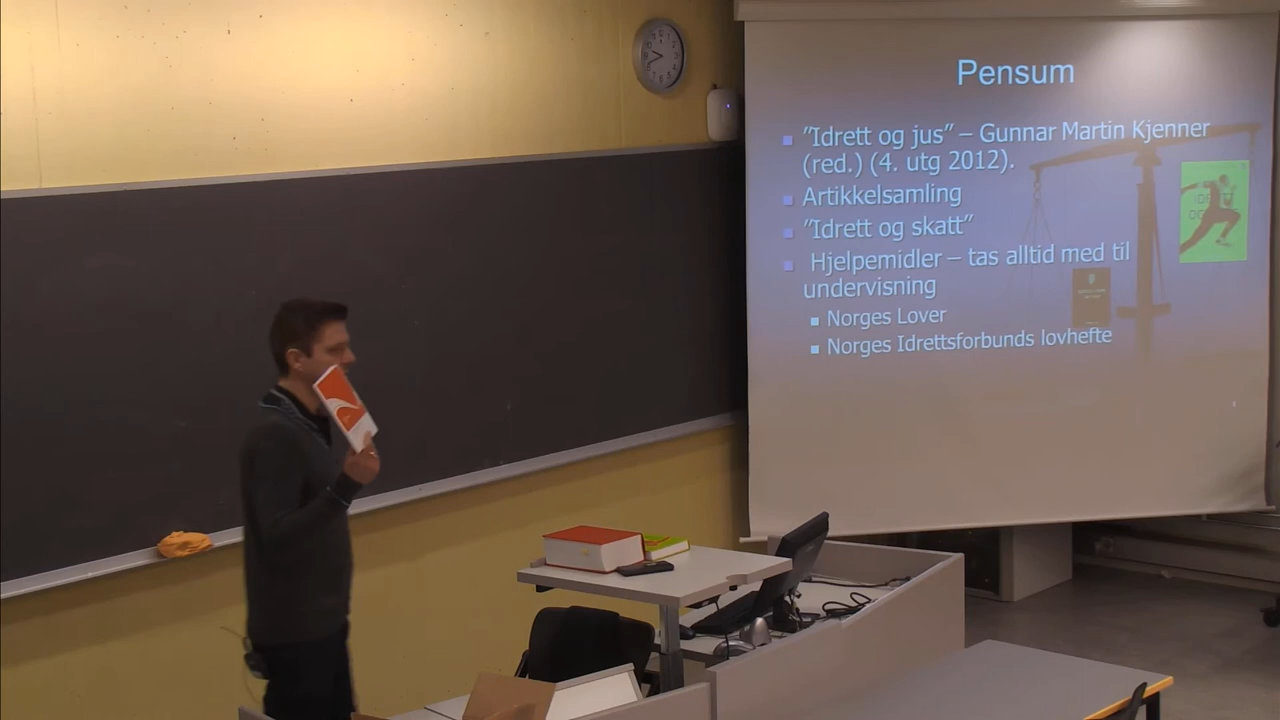 Pensum
”Idrett og jus” – Gunnar Martin Kjenner
(red.) (4. utg 2012).
Artikkelsamling
”Idrett og skatt”
Hjelpemidler – tas alltid med til
undervisning
Norges Lover
Norges Idrettsforbunds lovhefte